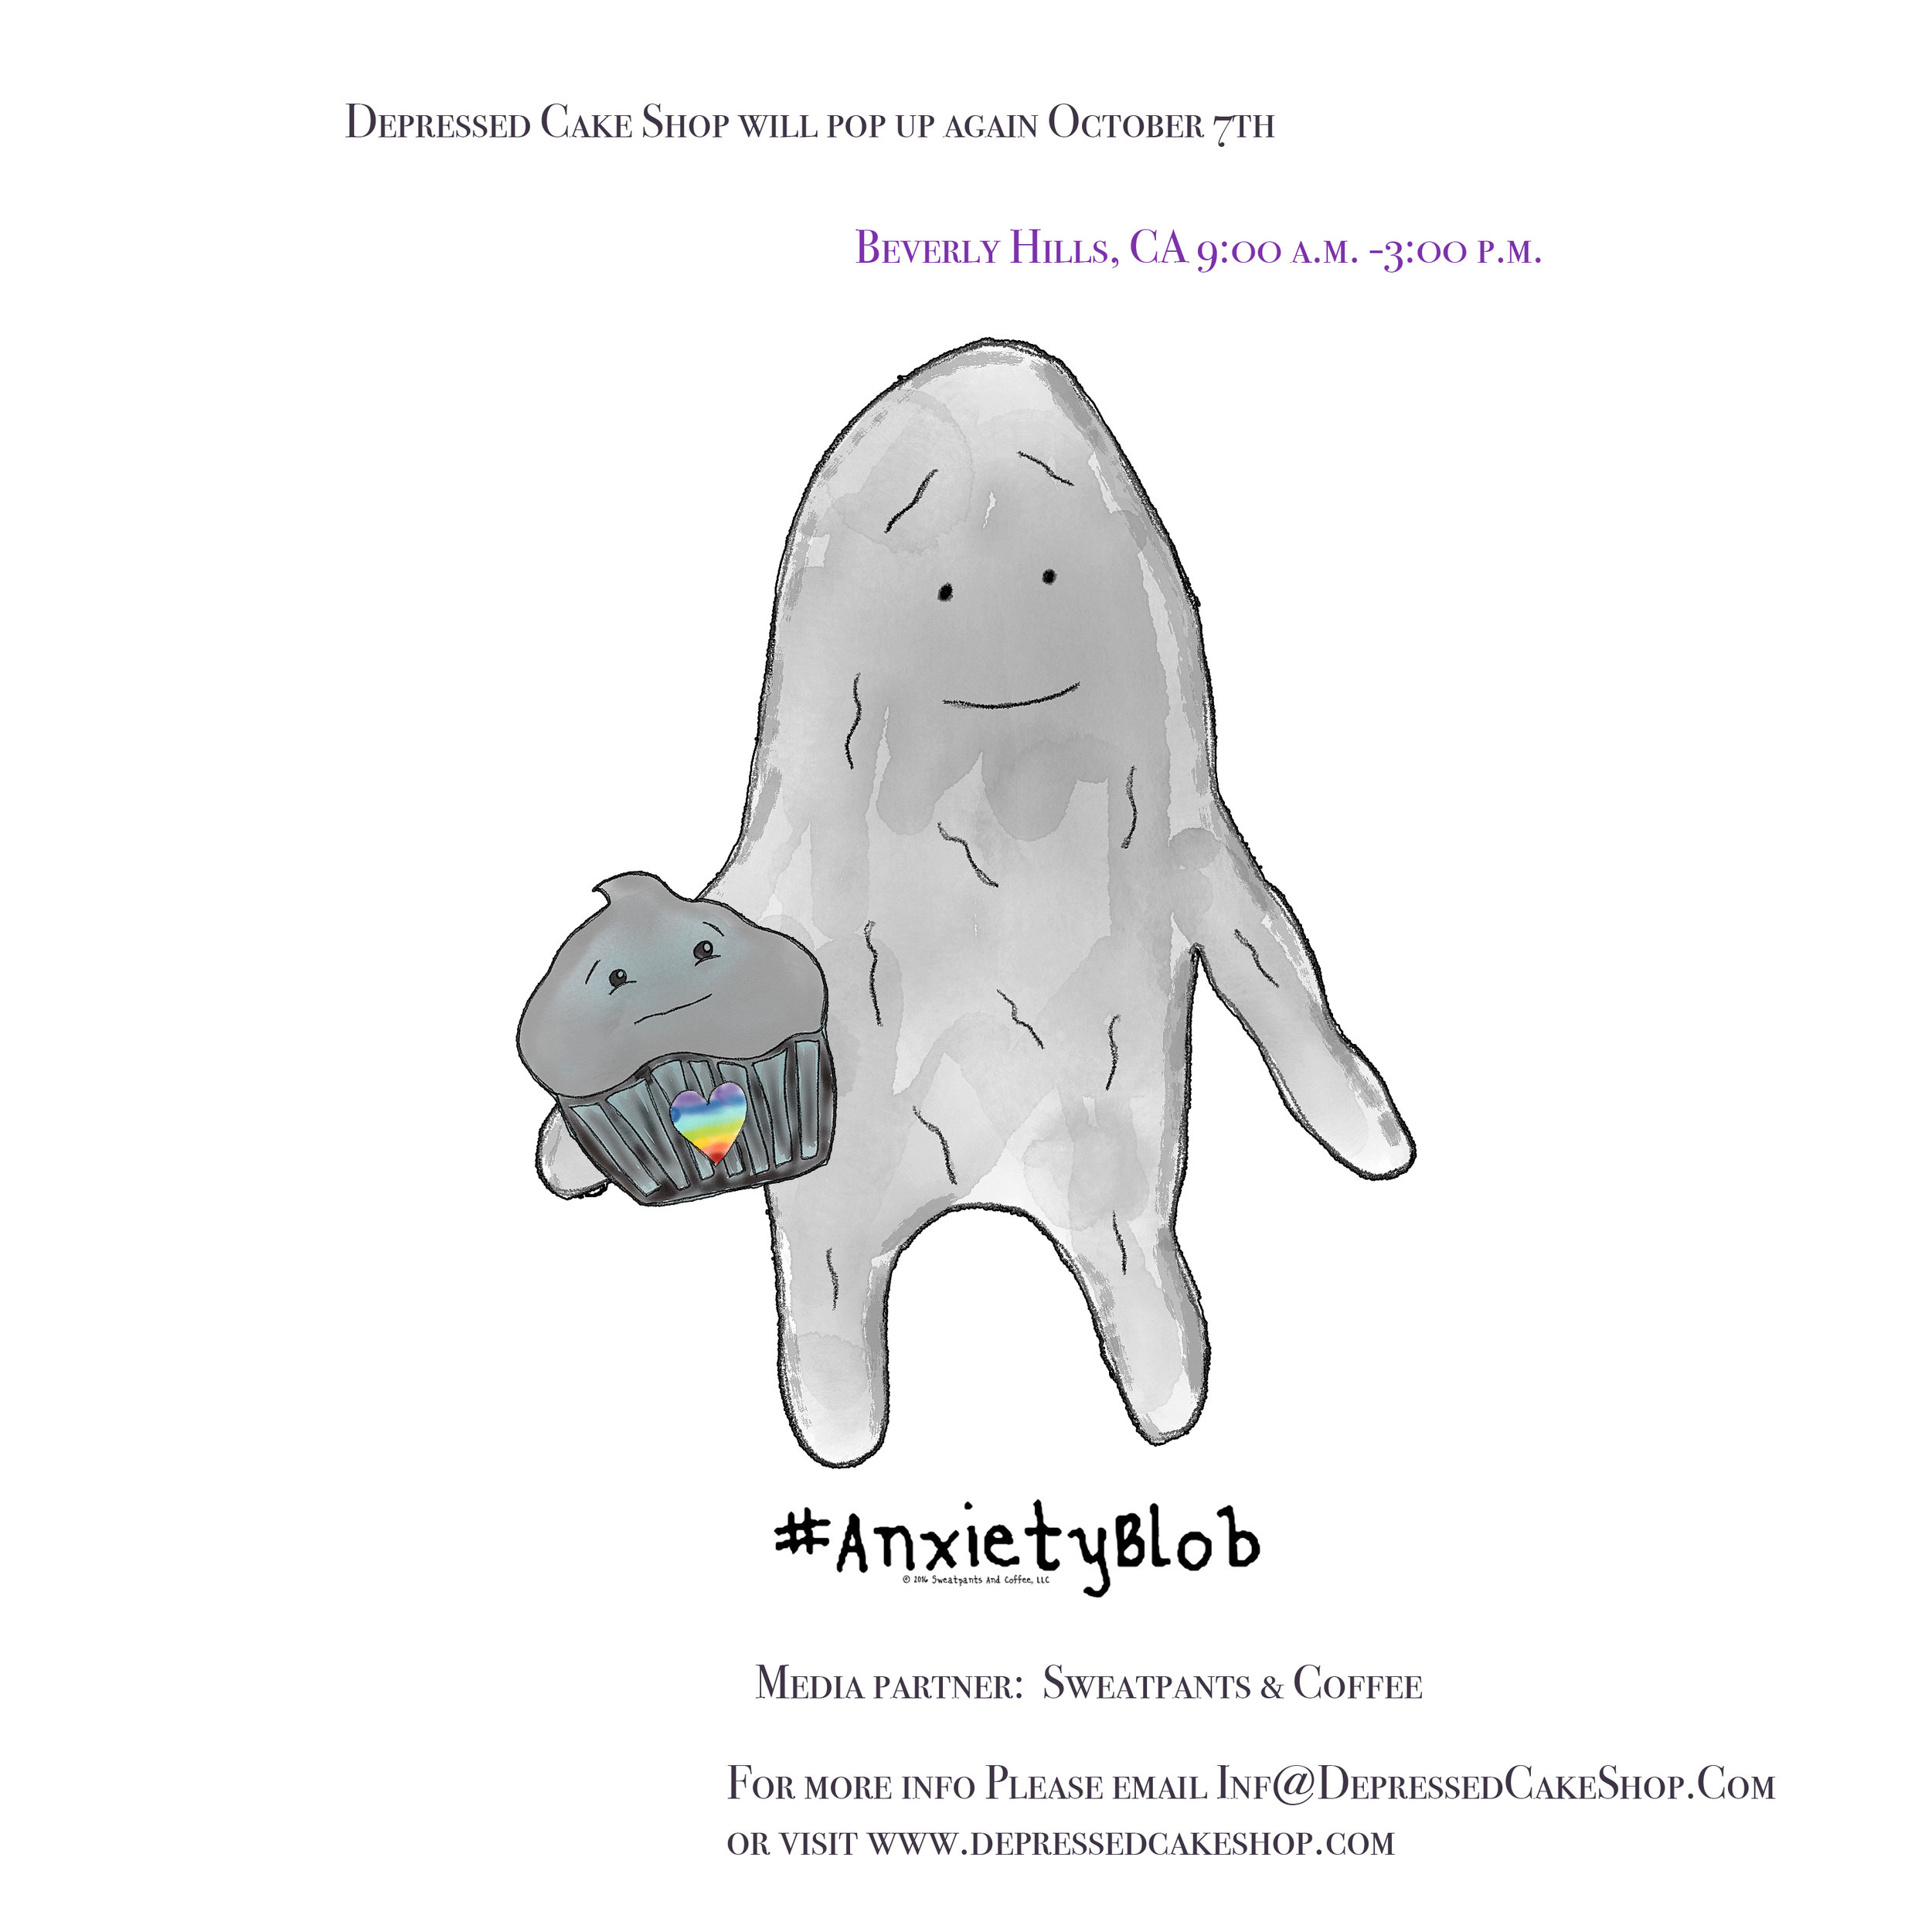 Depressed Cake Shop will pop up again October 7th
Beverly Hills, CA 9:00 a.m. -3:00 p.m.
#AnxietyBlob
© 2016 Sweatpants And Coffee, LLC
Media partner: Sweatpants & Coffee
For more info Please email Inf@DepressedCakeShop.Com
or visit www.depressedcakeshop.com